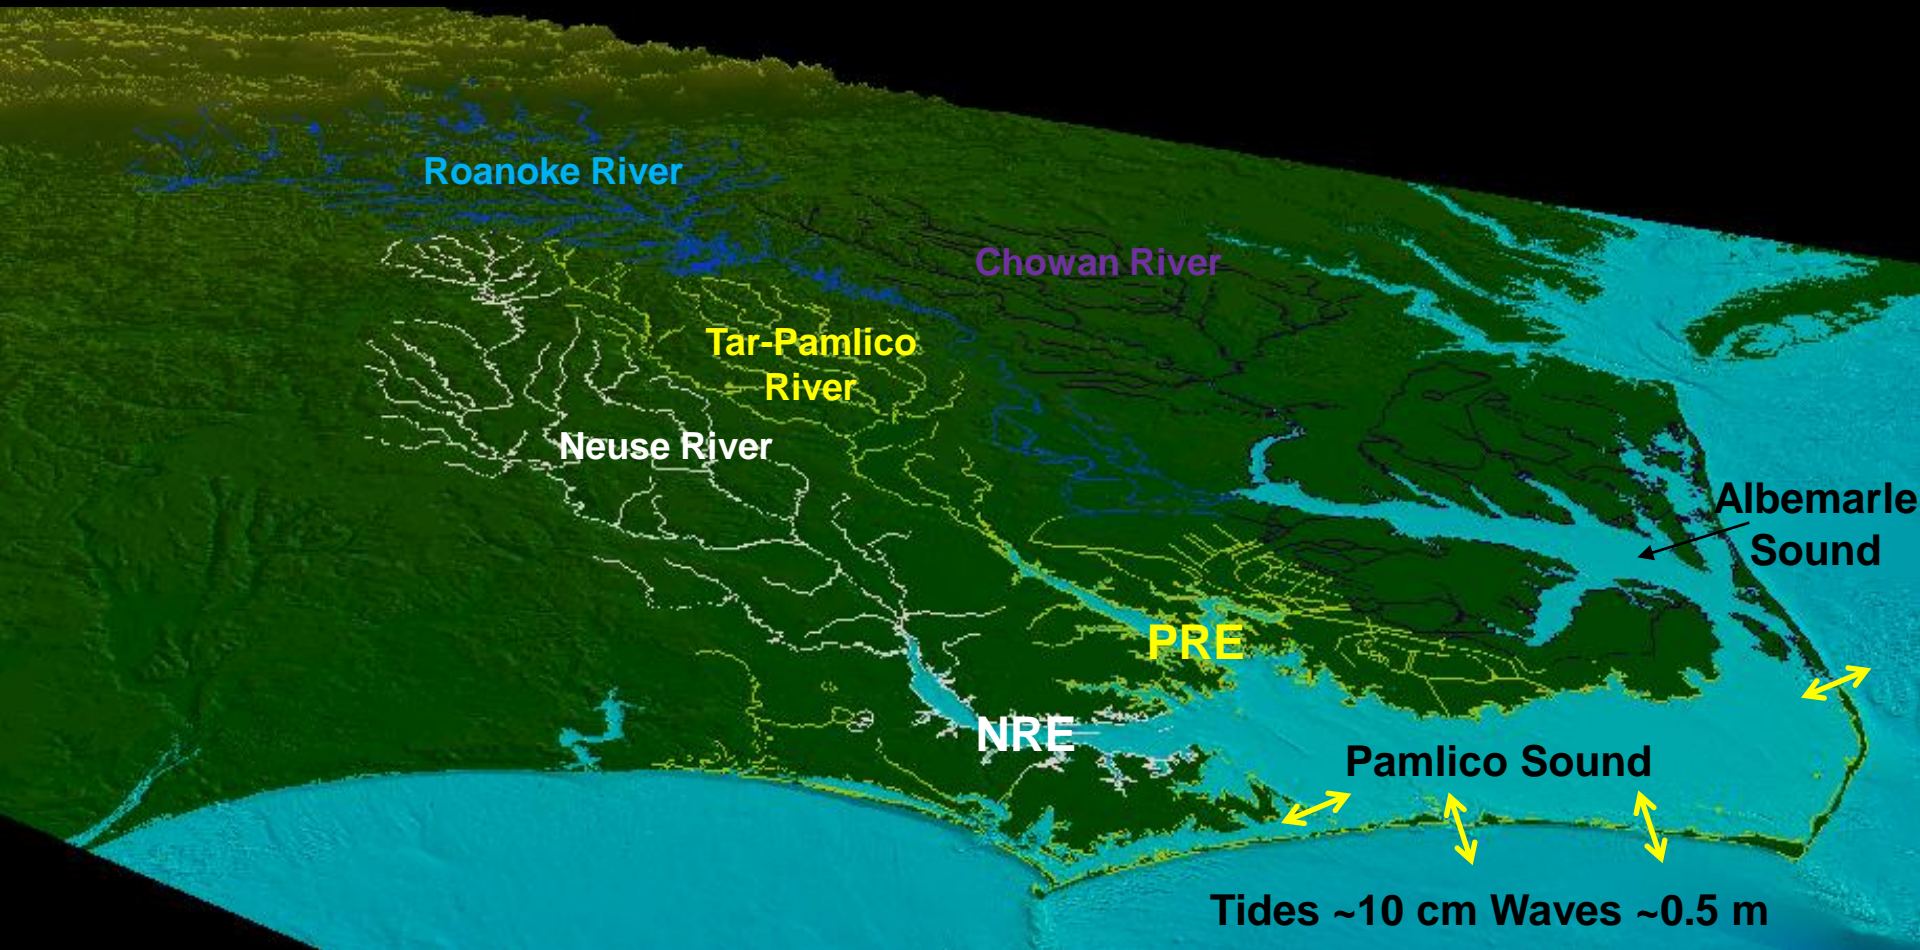 Roanoke River
Chowan River
Tar-Pamlico
River
Neuse River
Albemarle
Sound
PRE
NRE
Pamlico Sound
Tides ~10 cm Waves ~0.5 m